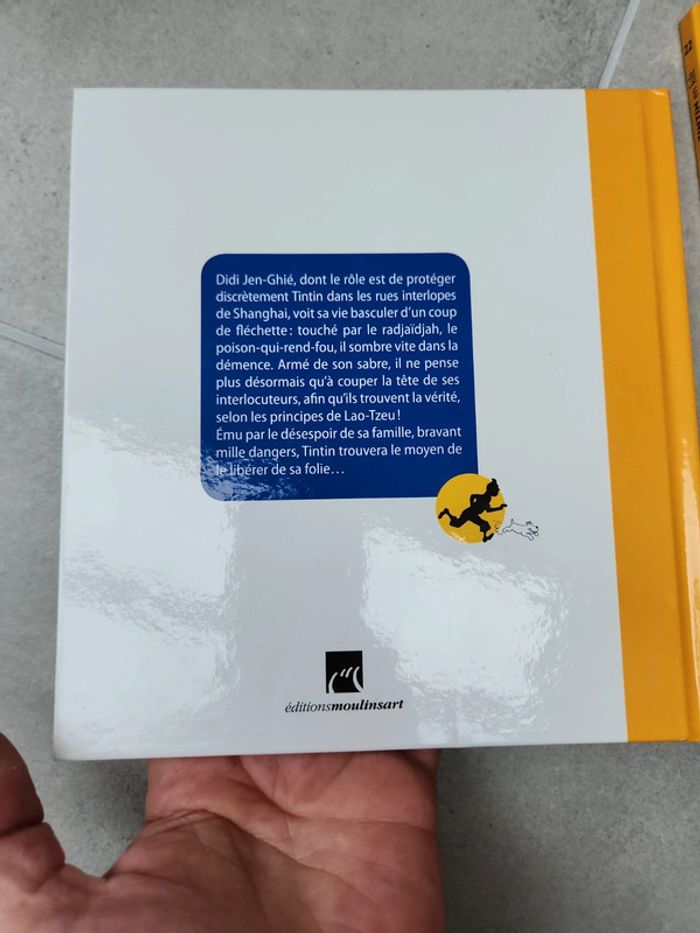 Didi Jen-Ghié, dont le rôle est de protéger
discrètement Tintin dans les rues interlopes
de Shanghai, voit sa vie basculer d'un coup
de fléchette : touché par le radjaïdjah, le
poison-qui-rend-fou, il sombre vite dans la
démence. Armé de son sabre, il ne pense
plus désormais qu'à couper la tête de ses
interlocuteurs, afin qu'ils trouvent la vérité,
selon les principes de Lao-Tzeu !
Ému par le désespoir de sa famille, bravant
mille dangers, Tintin trouvera le moyen de
le libérer de sa folie...
éditionsmoulinsart
22